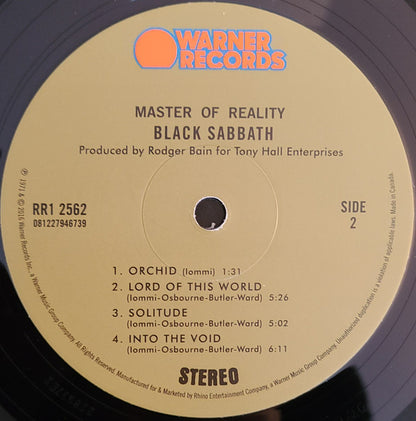 WARNER
RECORDS
MASTER OF REALITY
BLACK SABBATH
Produced by Rodger Bain for Tony Hall Enterprises
RR1 2562
081227946739
SIDE
2
1. ORCHID (Iommi) 1:31
2. LORD OF THIS WORLD
(Iommi-Osbourne-Butler-Ward) 5:26
3. SOLITUDE
(Iommi-Osbourne-Butler-Ward) 5:02
4. INTO THE VOID
(Iommi-Osbourne-Butler-Ward) 6:11
STEREO
℗ 1971 & © 2016 Warner Records Inc., a Warner Music Group Company. All Rights Reserved. Manufactured for & Marketed by Rhino Entertainment Company, a Warner Music Group Company. Unauthorized duplication is a violation of applicable laws. Made in Canada.